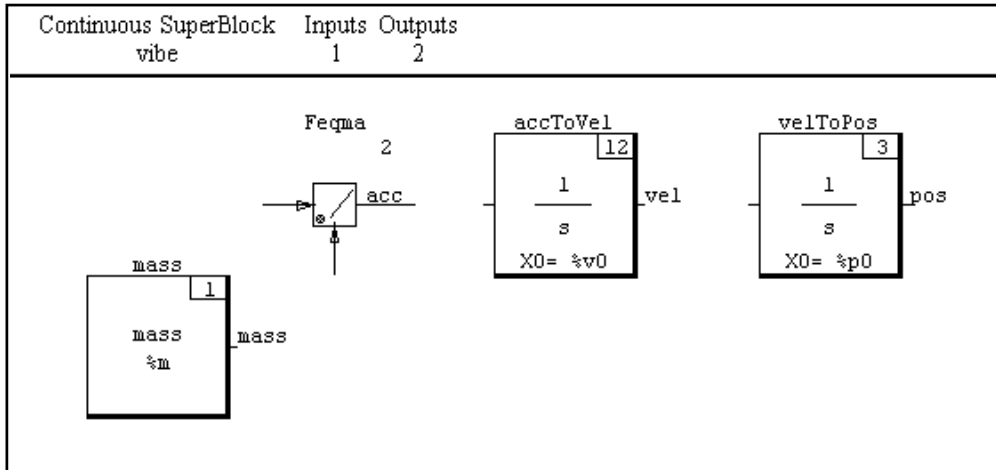 Continuous SuperBlock Inputs Outputs
vibe 1 2
Feqma
2
acc
accToVel
12
1
s
X0= %v0
vel
velToPos
3
1
s
X0= %p0
pos
mass
1
mass
%m
mass